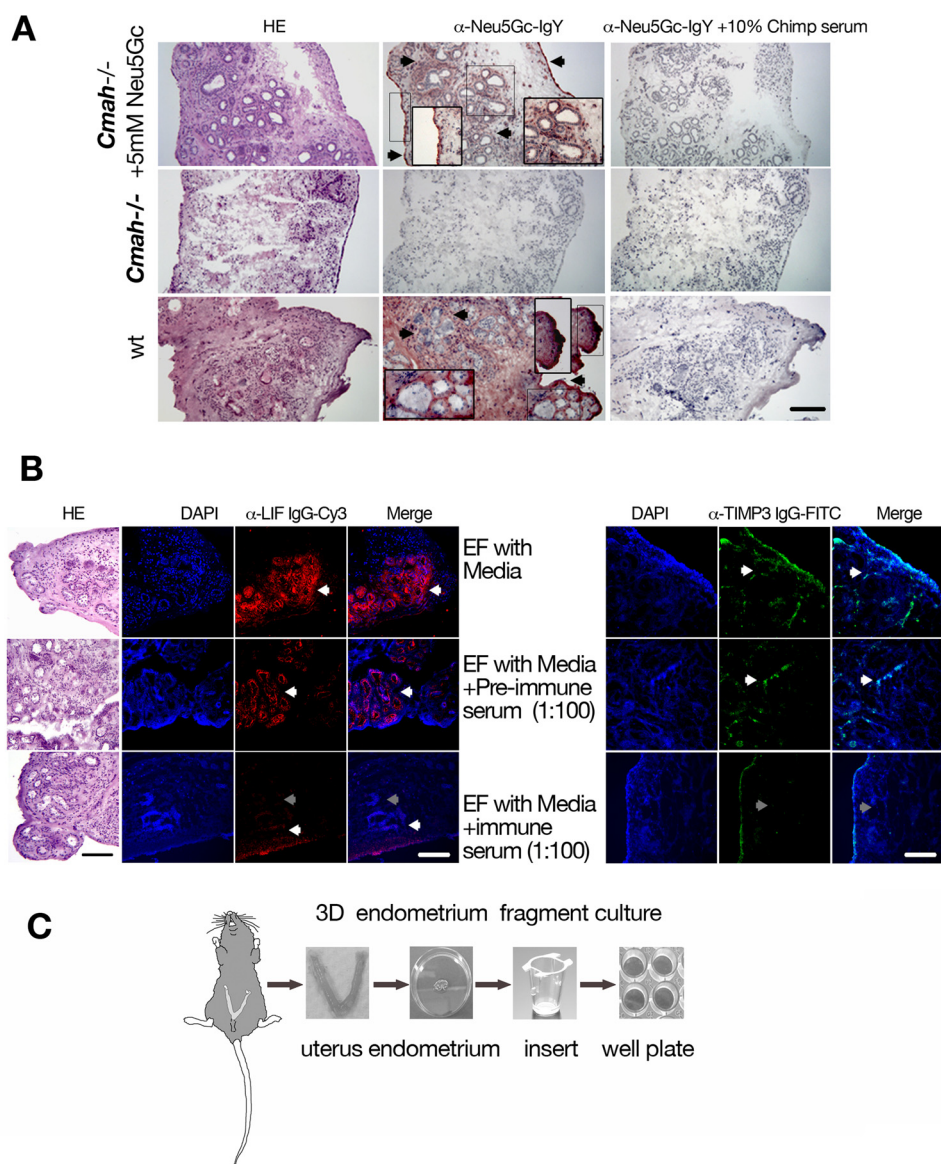 A
HE
α-Neu5Gc-IgY
α-Neu5Gc-IgY +10% Chimp serum
Cmah-/-
+5mM Neu5Gc
Cmah-/-
wt
B
HE
DAPI
α-LIF IgG-Cy3
Merge
DAPI
α-TIMP3 IgG-FITC
Merge
EF with
Media
EF with Media
+Pre-immune
serum (1:100)
EF with Media
+immune
serum (1:100)
C
3D endometrium fragment culture
uterus endometrium
insert
well plate